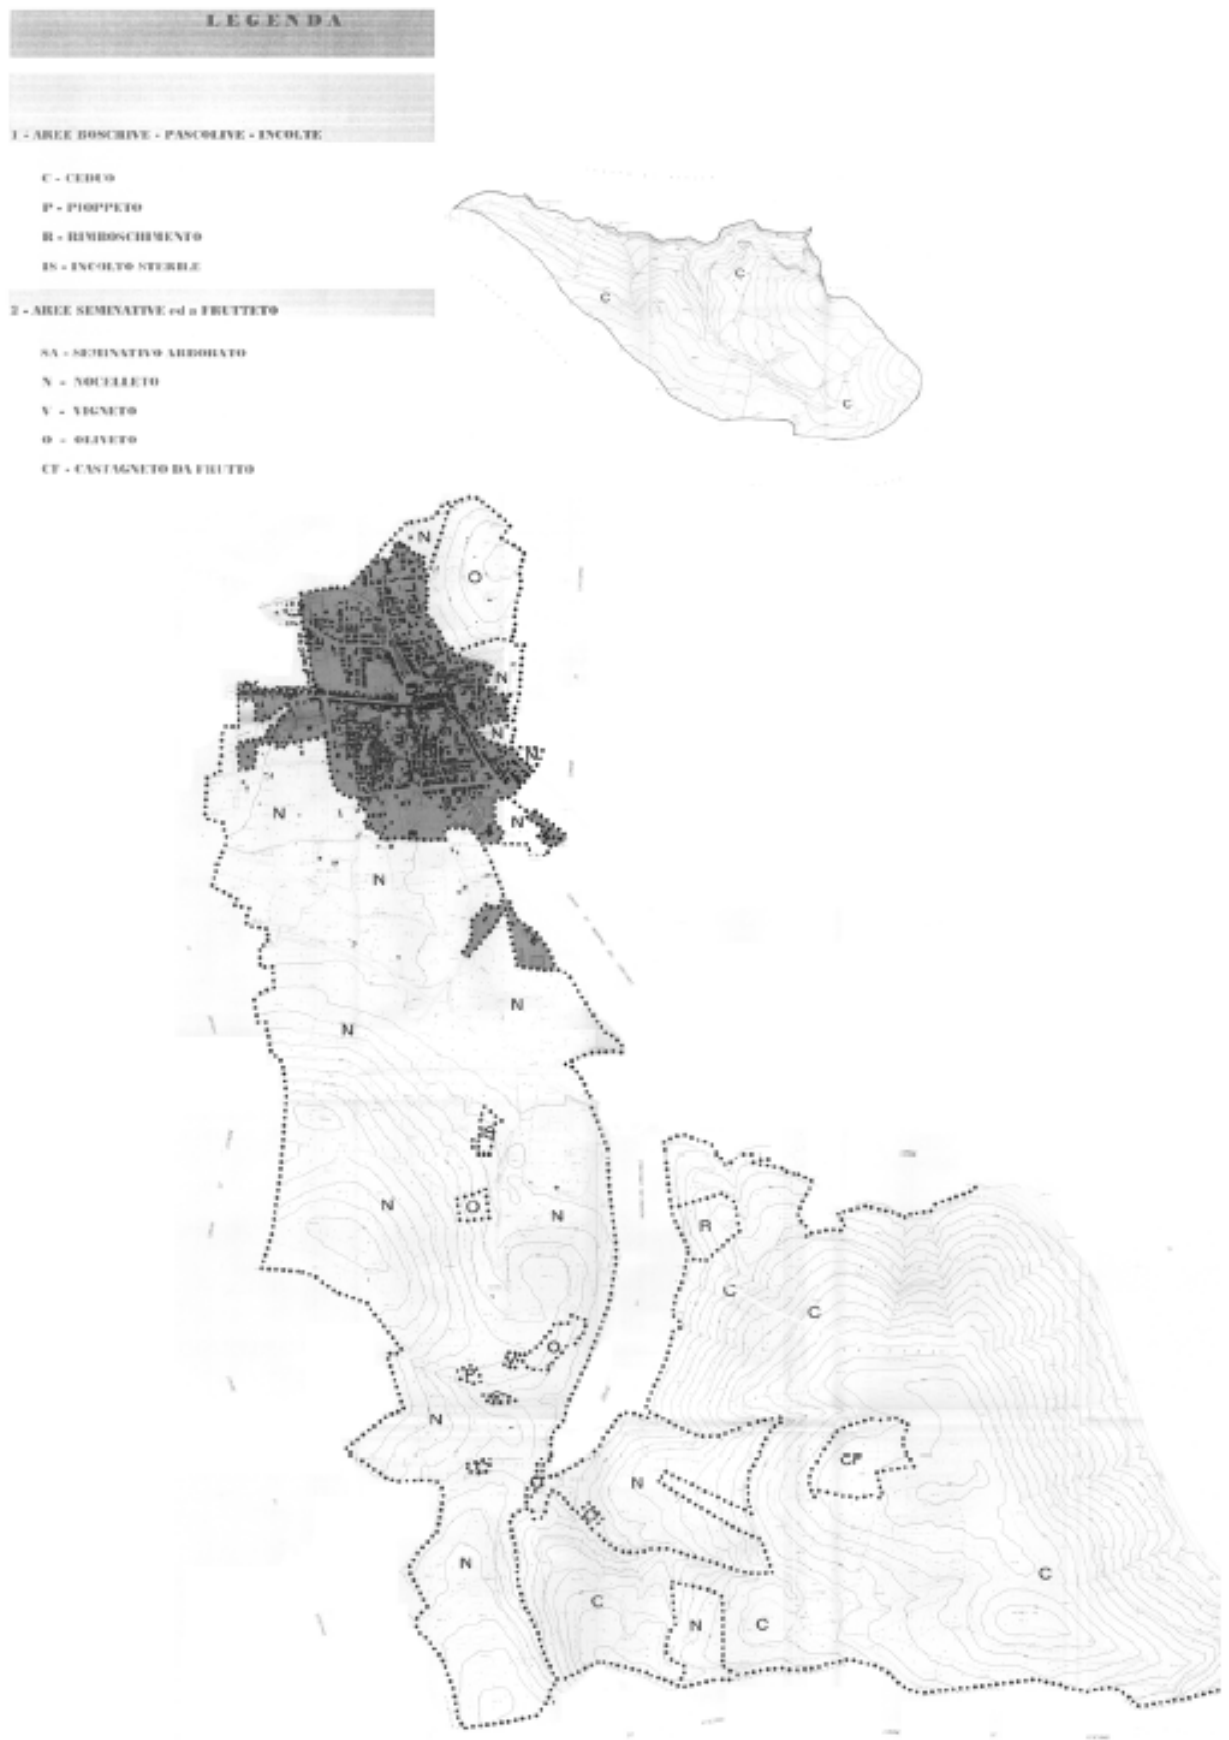 LEGENDA
1 - AREE BOSCHIVE - PASCOLIVE - INCOLTE
C - CEDUO
P - PIOPPETO
R - RIMBOSCHIMENTO
IS - INCOLTO STERILE
2 - AREE SEMINATIVE ed a FRUTTETO
SA - SEMINATIVO ARBORATO
N - NOCELLETO
V - VIGNETO
O - OLIVETO
CF - CASTAGNETO DA FRUTTO
C
C
C
N
O
N
N
N
N
N
N
N
N
N
O
N
R
C
C
O
P
N
CF
N
O
N
C
C
N
C